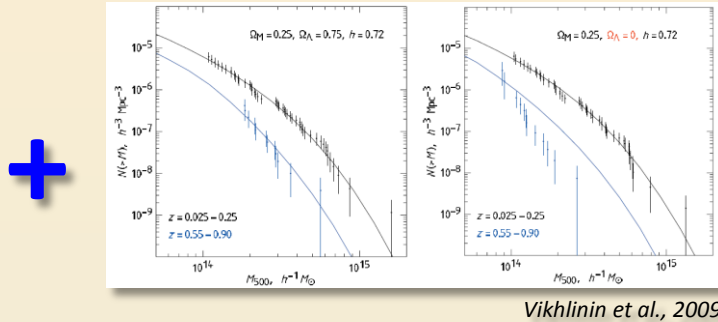 +
Ω_M = 0.25, Ω_Λ = 0.75, h = 0.72
10^-5
10^-6
10^-7
10^-8
10^-9
N(>M), h^-3 Mpc^-3
z = 0.025–0.25
z = 0.55–0.90
10^14
10^15
M_500, h^-1 M_⊙
Ω_M = 0.25, Ω_Λ = 0, h = 0.72
10^-5
10^-6
10^-7
10^-8
10^-9
N(>M), h^-3 Mpc^-3
z = 0.025–0.25
z = 0.55–0.90
10^14
10^15
M_500, h^-1 M_⊙
Vikhlinin et al., 2009